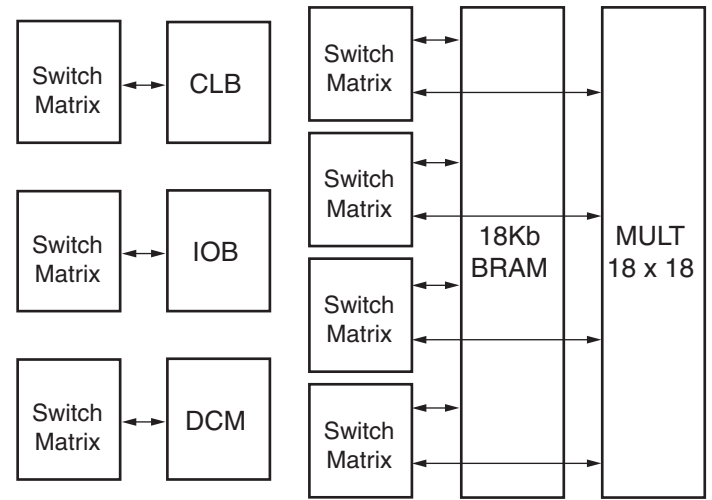 Switch
Matrix
CLB
Switch
Matrix
IOB
Switch
Matrix
DCM
Switch
Matrix
Switch
Matrix
Switch
Matrix
Switch
Matrix
18Kb
BRAM
MULT
18 x 18